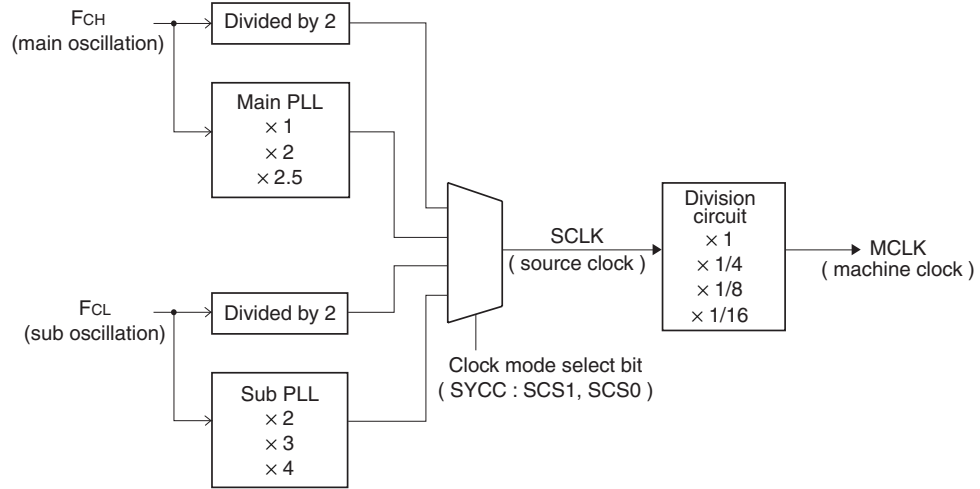 FCH
(main oscillation)
Divided by 2
Main PLL
× 1
× 2
× 2.5
FCL
(sub oscillation)
Divided by 2
Sub PLL
× 2
× 3
× 4
Clock mode select bit
( SYCC : SCS1, SCS0 )
SCLK
( source clock )
Division
circuit
× 1
× 1/4
× 1/8
× 1/16
MCLK
( machine clock )